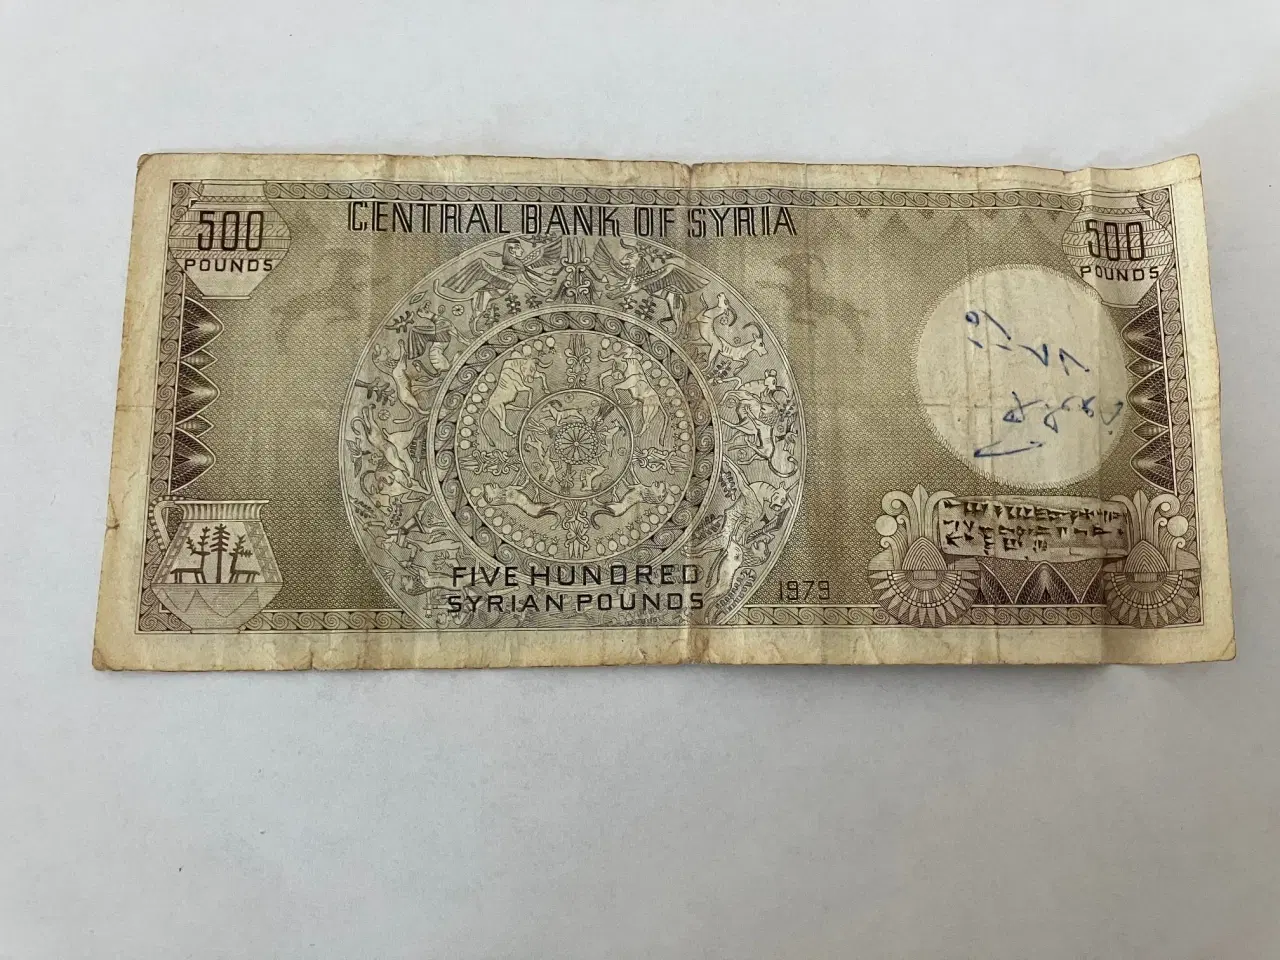 CENTRAL BANK OF SYRIA
500
POUNDS
500
POUNDS
FIVE HUNDRED
SYRIAN POUNDS
1979